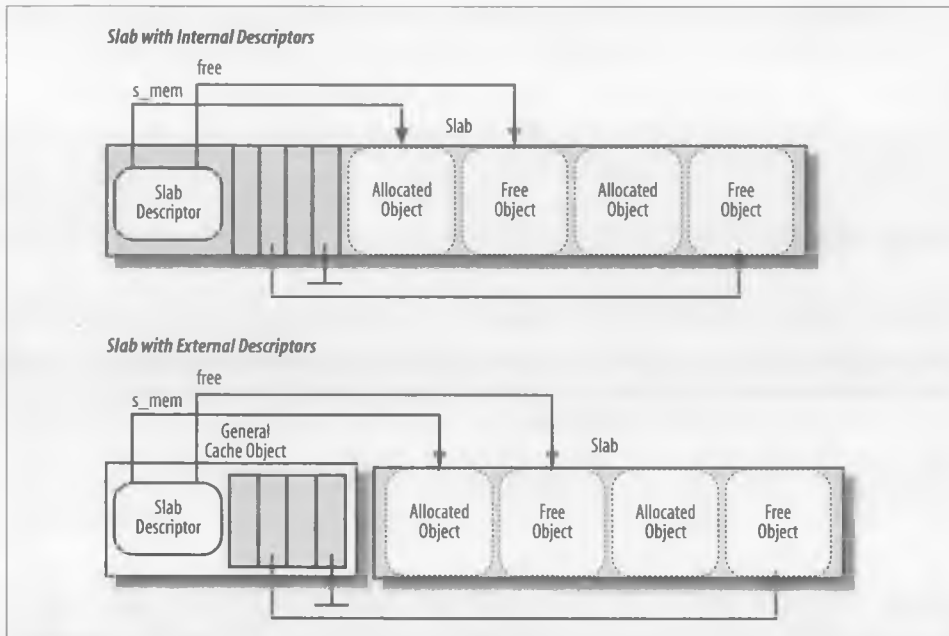 Slab with Internal Descriptors
free
s_mem
Slab
Slab
Descriptor
Allocated
Object
Free
Object
Allocated
Object
Free
Object
Slab with External Descriptors
free
s_mem
General
Cache Object
Slab
Slab
Descriptor
Allocated
Object
Free
Object
Allocated
Object
Free
Object